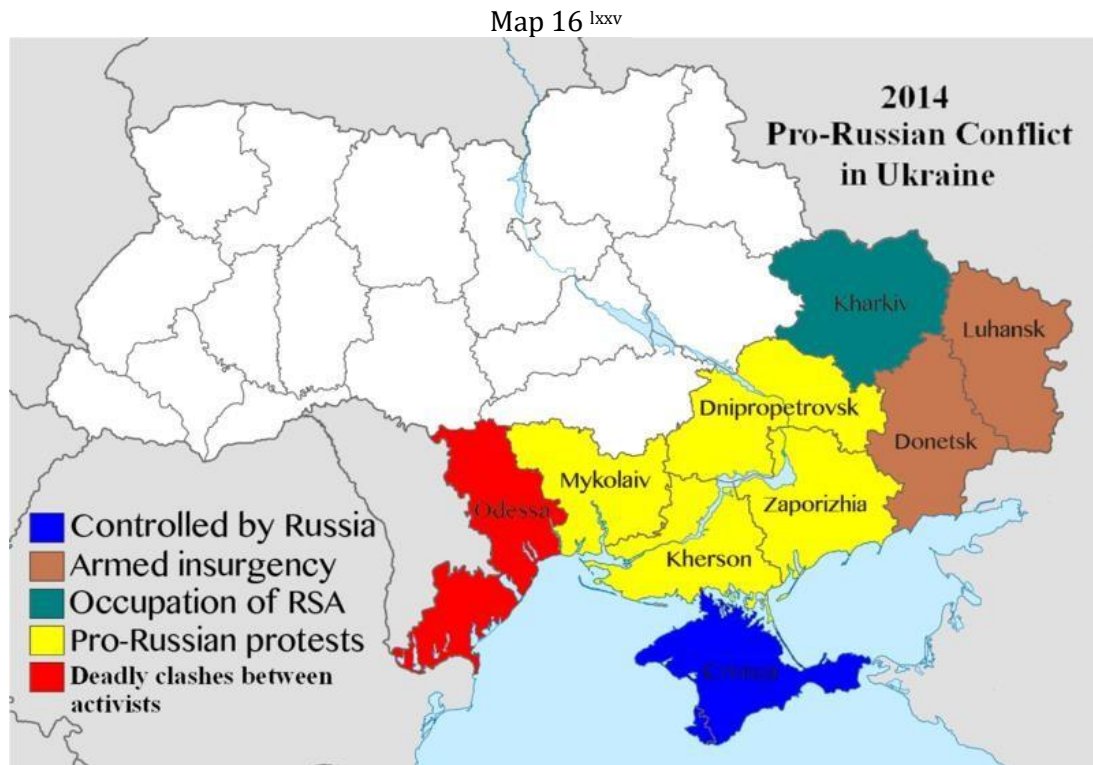 Map 16 lxxv
2014
Pro-Russian Conflict
in Ukraine
Kharkiv
Luhansk
Dnipropetrovsk
Donetsk
Mykolaiv
Zaporizhia
Odessa
Kherson
Crimea
Controlled by Russia
Armed insurgency
Occupation of RSA
Pro-Russian protests
Deadly clashes between
activists